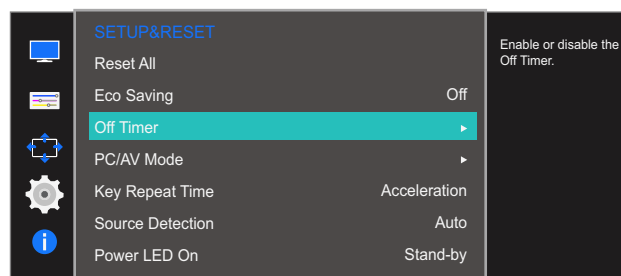 SETUP&RESET
Reset All
Eco Saving Off
Off Timer ▸
PC/AV Mode ▸
Key Repeat Time Acceleration
Source Detection Auto
Power LED On Stand-by
Enable or disable the
Off Timer.